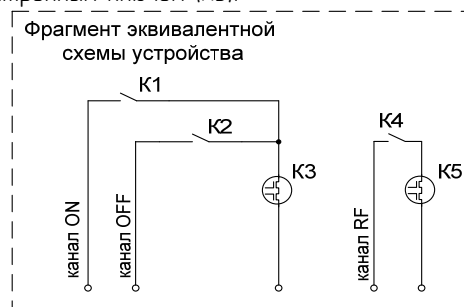 Фрагмент эквивалентной
схемы устройства
К1
К2
К4
К3
К5
канал ON
канал OFF
канал RF